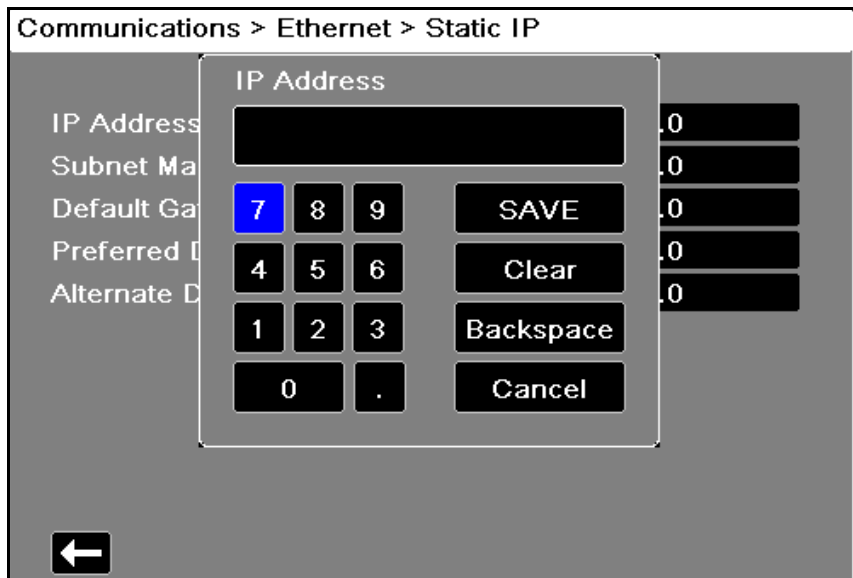 Communications > Ethernet > Static IP
IP Address
IP Address .0
Subnet Ma .0
Default Ga .0
Preferred .0
Alternate D .0
7 8 9 SAVE
4 5 6 Clear
1 2 3 Backspace
0 . Cancel